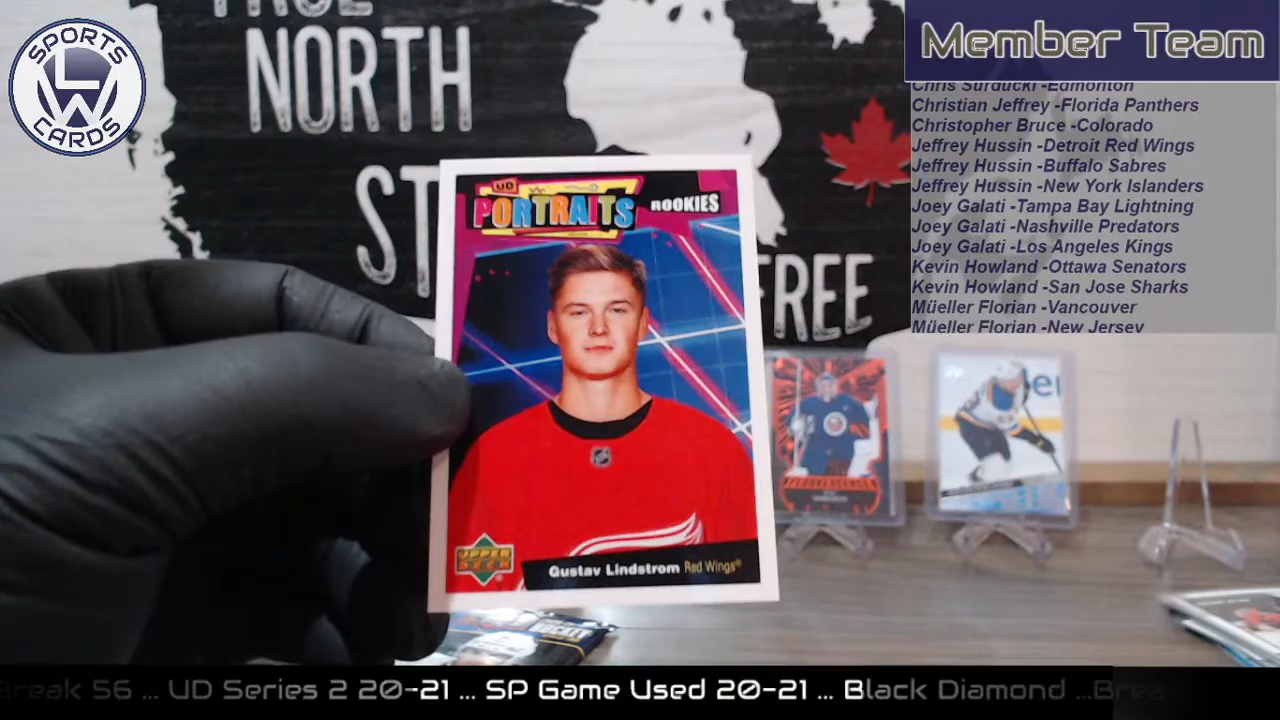 SPORTS
LW
CARDS
TRUE
NORTH
ST
FREE
Member Team
Chris Surducki -Edmonton
Christian Jeffrey -Florida Panthers
Christopher Bruce -Colorado
Jeffrey Hussin -Detroit Red Wings
Jeffrey Hussin -Buffalo Sabres
Jeffrey Hussin -New York Islanders
Joey Galati -Tampa Bay Lightning
Joey Galati -Nashville Predators
Joey Galati -Los Angeles Kings
Kevin Howland -Ottawa Senators
Kevin Howland -San Jose Sharks
Müeller Florian -Vancouver
Müeller Florian -New Jersey
UD
PORTRAITS ROOKIES
UPPER
DECK
Gustav Lindstrom Red Wings®
Break 56 ... UD Series 2 20-21 ... SP Game Used 20-21 ... Black Diamond ...Brea